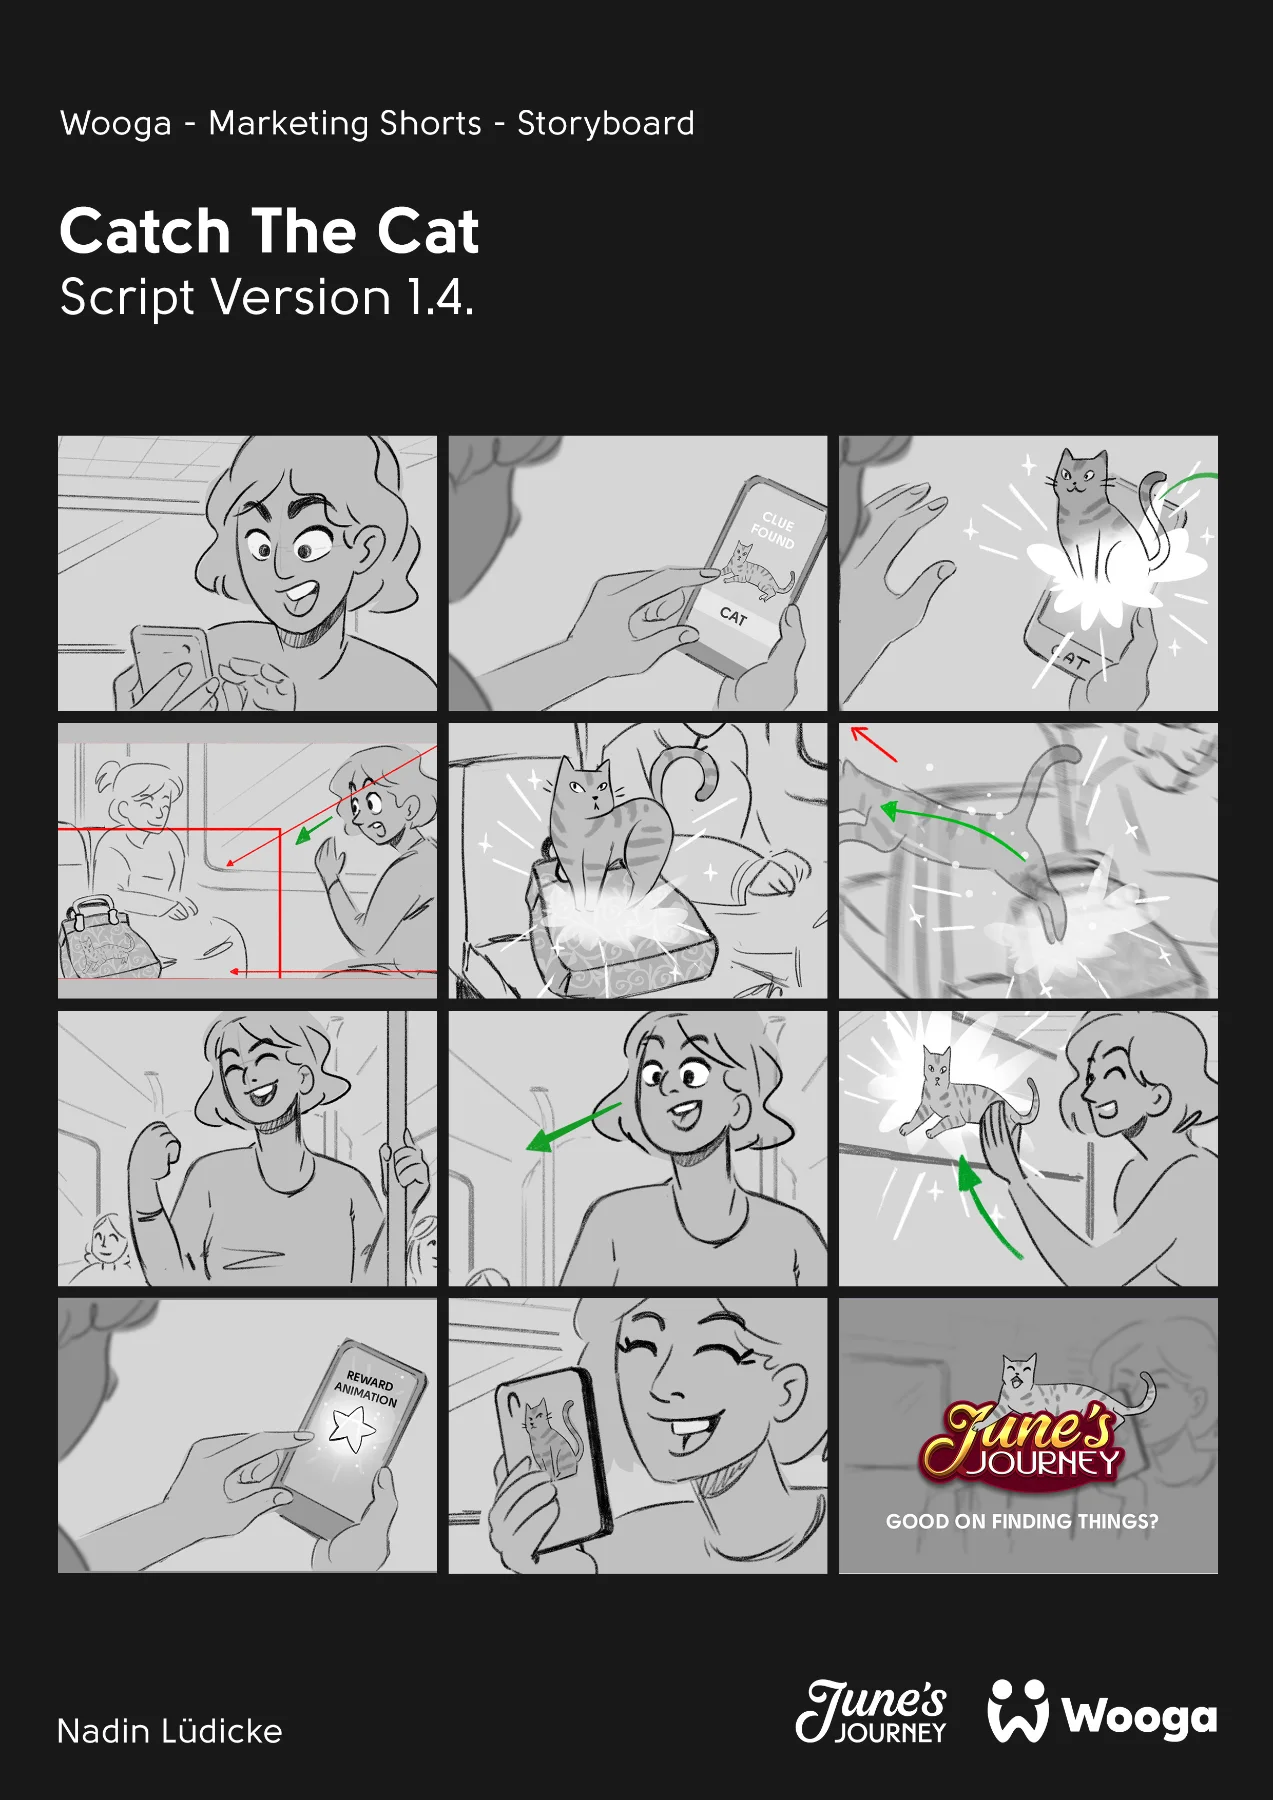 Wooga - Marketing Shorts - Storyboard
Catch The Cat
Script Version 1.4.
CLUE
FOUND
CAT
CAT
REWARD
ANIMATION
June's
JOURNEY
GOOD ON FINDING THINGS?
Nadin Lüdicke
June's
JOURNEY
Wooga